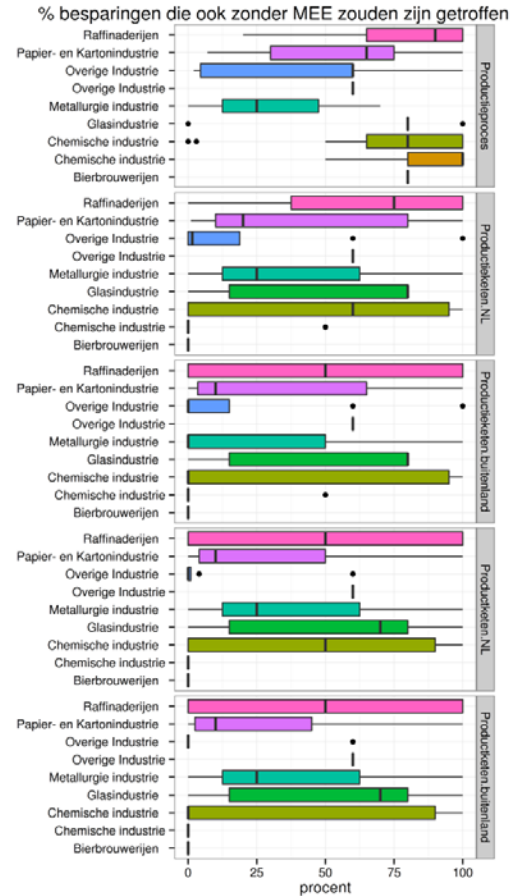 % besparingen die ook zonder MEE zouden zijn getroffen
Raffinaderijen
Papier- en Kartonindustrie
Overige Industrie
Overige Industrie
Metallurgie industrie
Glasindustrie
Chemische industrie
Chemische industrie
Bierbrouwerijen
Productieproces
Raffinaderijen
Papier- en Kartonindustrie
Overige Industrie
Overige Industrie
Metallurgie industrie
Glasindustrie
Chemische industrie
Chemische industrie
Bierbrouwerijen
Productieketen.NL
Raffinaderijen
Papier- en Kartonindustrie
Overige Industrie
Overige Industrie
Metallurgie industrie
Glasindustrie
Chemische industrie
Chemische industrie
Bierbrouwerijen
Productieketen.buitenland
Raffinaderijen
Papier- en Kartonindustrie
Overige Industrie
Overige Industrie
Metallurgie industrie
Glasindustrie
Chemische industrie
Chemische industrie
Bierbrouwerijen
Productketen.NL
Raffinaderijen
Papier- en Kartonindustrie
Overige Industrie
Overige Industrie
Metallurgie industrie
Glasindustrie
Chemische industrie
Chemische industrie
Bierbrouwerijen
Productketen.buitenland
0 25 50 75 100
procent